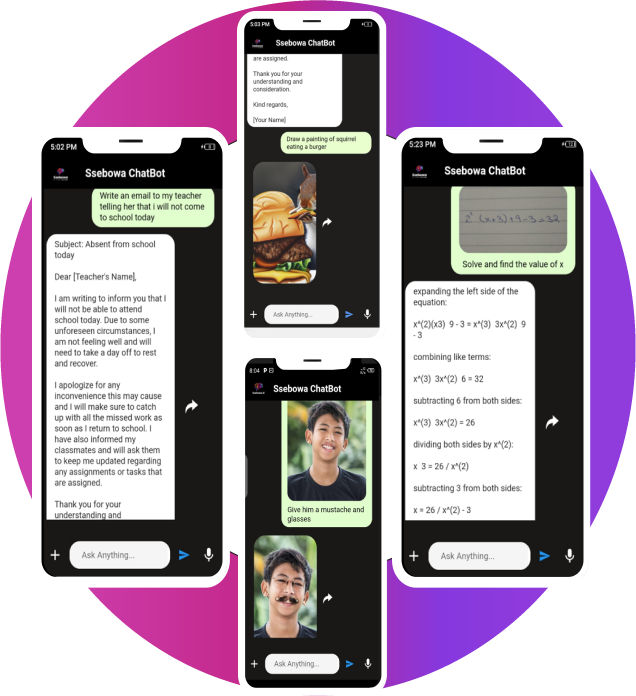 5:02 PM
Ssebowa ChatBot
Write an email to my teacher
telling her that i will not come
to school today
Subject: Absent from school
today
Dear [Teacher's Name],
I am writing to inform you that I
will not be able to attend
school today. Due to some
unforeseen circumstances, I
am not feeling well and will
need to take a day off to rest
and recover.
I apologize for any
inconvenience this may cause
and I will make sure to catch
up with all the missed work as
soon as I return to school. I
have also informed my
classmates and will ask them
to keep me updated regarding
any assignments or tasks that
are assigned.
Thank you for your
understanding and
Ask Anything...
5:03 PM
Ssebowa ChatBot
are assigned.
Thank you for your
understanding and
consideration.
Kind regards,
[Your Name]
Draw a painting of squirrel
eating a burger
Ask Anything...
8:04 P
Ssebowa ChatBot
Give him a mustache and
glasses
Ask Anything...
5:23 PM
Ssebowa ChatBot
(x+3)+9-3=32
Solve and find the value of x
expanding the left side of the
equation:
x^(2)(x3) 9 - 3 = x^(3) 3x^(2) 9
- 3
combining like terms:
x^(3) 3x^(2) 6 = 32
subtracting 6 from both sides:
x^(3) 3x^(2) = 26
dividing both sides by x^(2):
x 3 = 26 / x^(2)
subtracting 3 from both sides:
x = 26 / x^(2) - 3
Ask Anything...